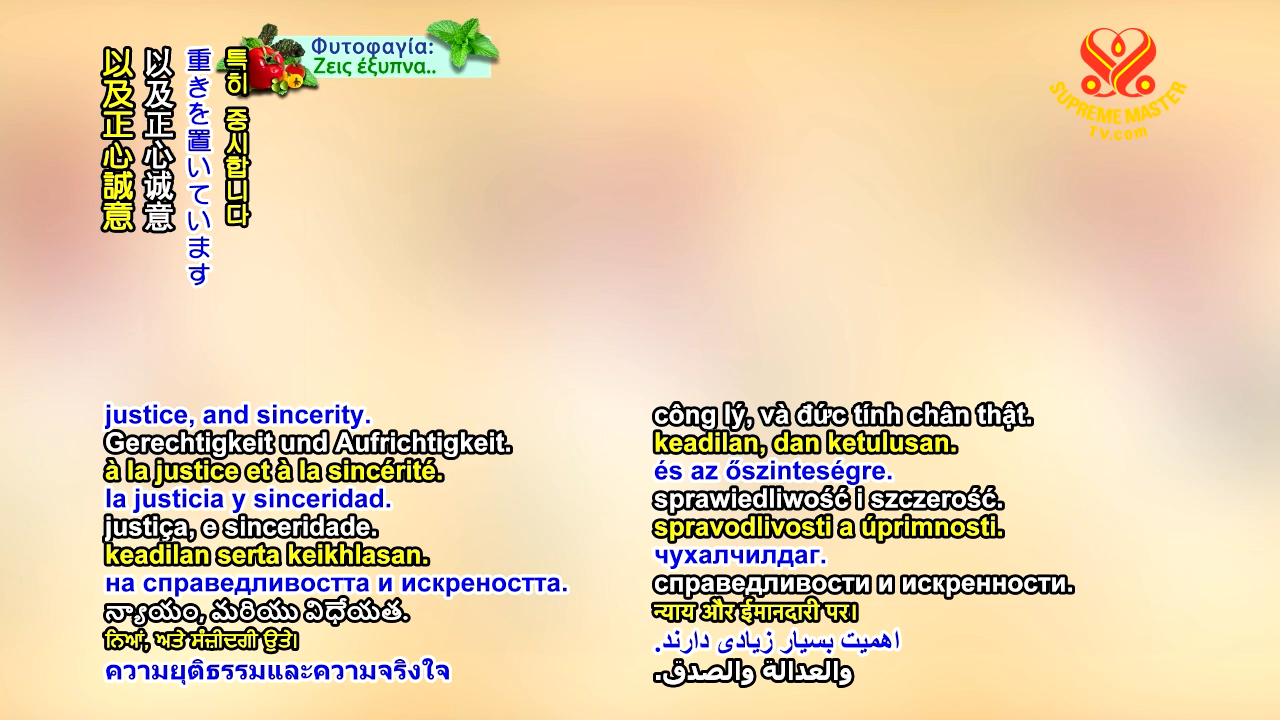 Φυτοφαγία:
Ζεις έξυπνα..
SUPREME MASTER
TV.com
以及正心誠意
以及正心诚意
重きを置いています
특히 중시합니다
justice, and sincerity.
Gerechtigkeit und Aufrichtigkeit.
à la justice et à la sincérité.
la justicia y sinceridad.
justiça, e sinceridade.
keadilan serta keikhlasan.
на справедливостта и искреността.
న్యాయం, మరియు విధేయత.
ਨਿਆਂ, ਅਤੇ ਸੰਜ਼ੀਦਗੀ ਉਤੇ।
ความยุติธรรมและความจริงใจ
công lý, và đức tính chân thật.
keadilan, dan ketulusan.
és az őszinteségre.
sprawiedliwość i szczerość.
spravodlivosti a úprimnosti.
чухалчилдаг.
справедливости и искренности.
न्याय और ईमानदारी पर।
اهمیت بسیار زیادی دارند.
والعدالة والصدق.